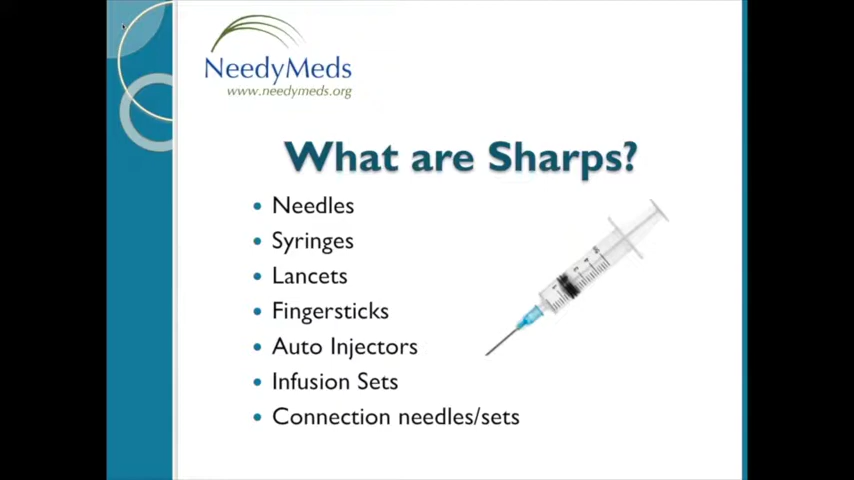 NeedyMeds
www.needymeds.org
What are Sharps?
• Needles
• Syringes
• Lancets
• Fingersticks
• Auto Injectors
• Infusion Sets
• Connection needles/sets